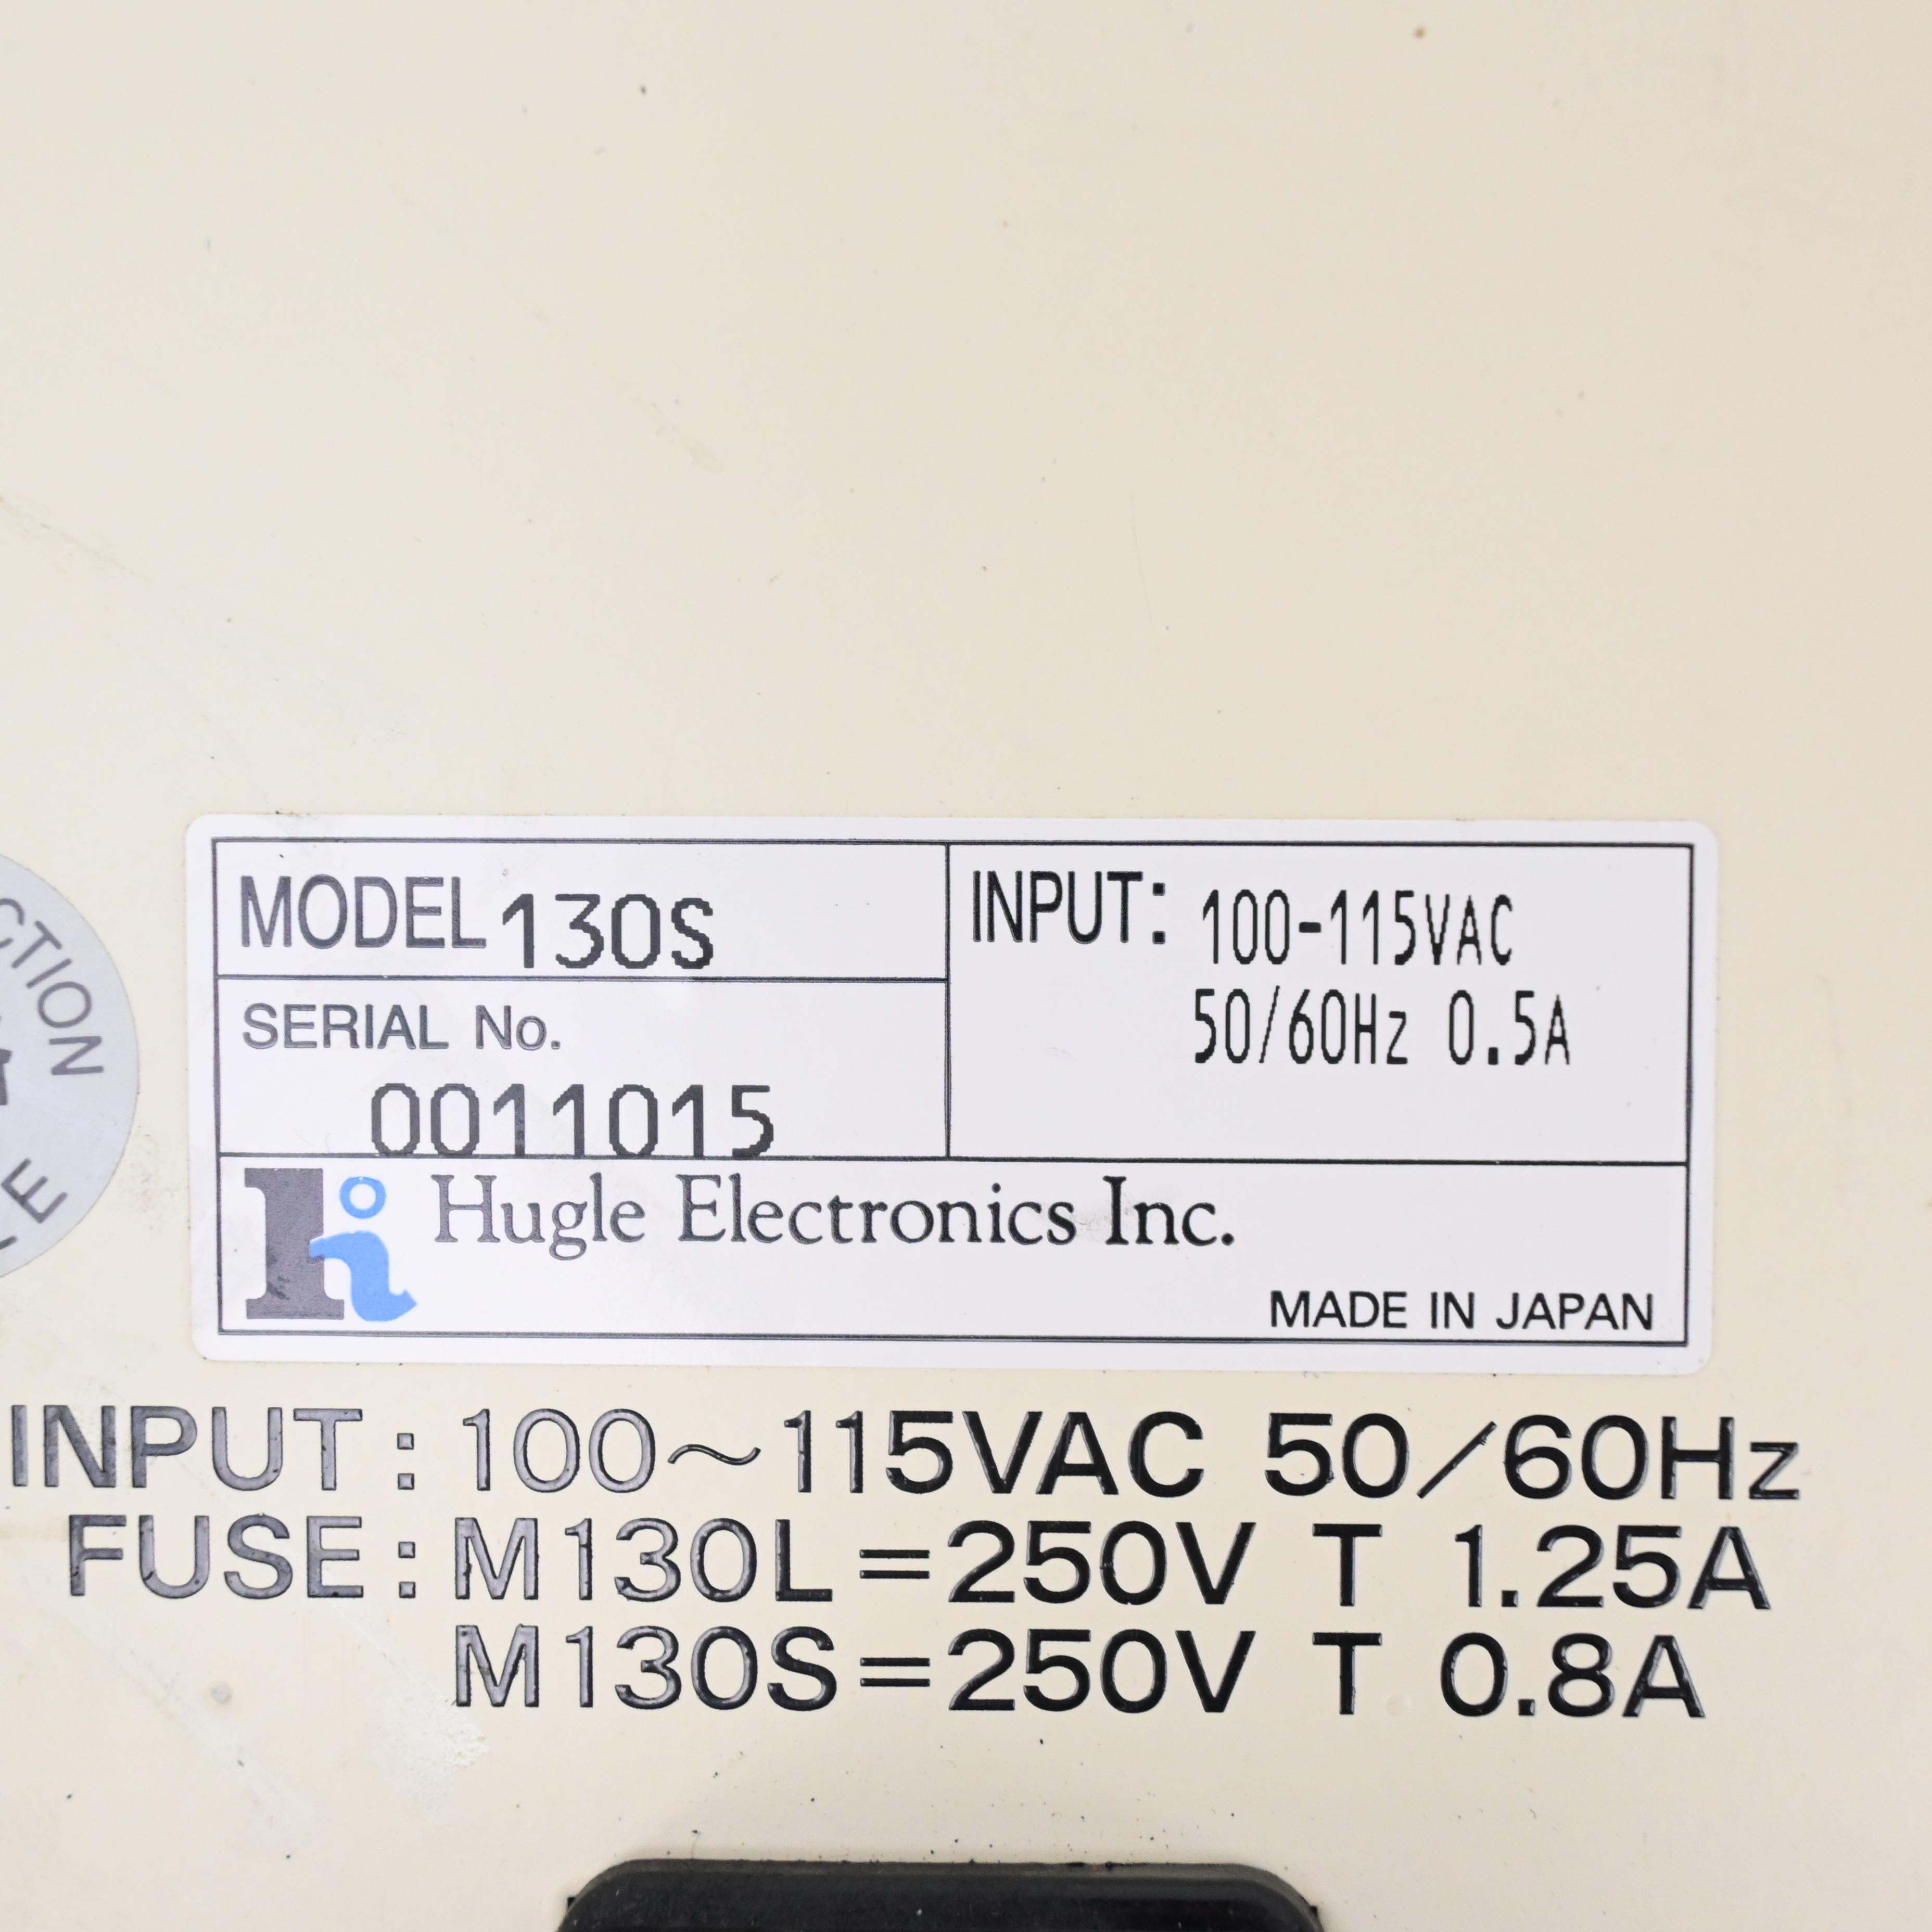 MODEL 130S
INPUT: 100-115VAC
50/60Hz 0.5A
SERIAL No.
0011015
Hugle Electronics Inc.
MADE IN JAPAN
INPUT : 100~115VAC 50/60Hz
FUSE : M130L=250V T 1.25A
M130S=250V T 0.8A